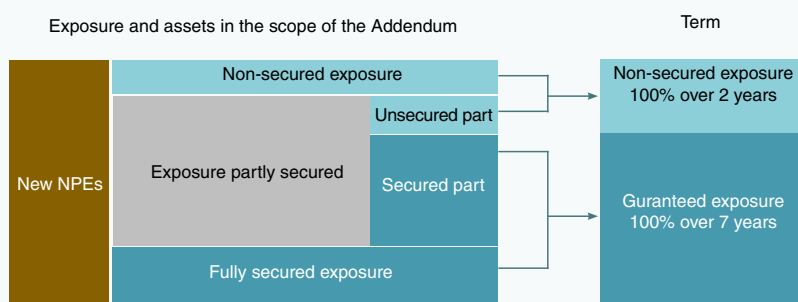 Exposure and assets in the scope of the Addendum
Term
New NPEs
Non-secured exposure
Exposure partly secured
Unsecured part
Secured part
Fully secured exposure
Non-secured exposure
100% over 2 years
Guranteed exposure
100% over 7 years